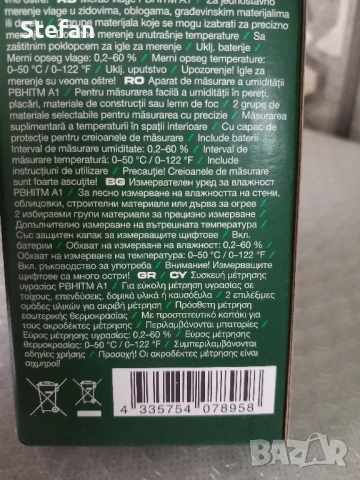 Stefan
merenje vlage u zidovima, oblogama, građevinskim materijalima
grupe materijala koje se mogu izabrati za precizno
merenje unutrašnje temperature // Sa
zaštitnim poklopcem za igle za merenje // Uklj. baterije //
Merni opseg vlage: 0,2–60 % // Merni opseg temperature:
0–50 °C / 0–122 °F // Uklj. uputstvo // Upozorenje! Igle za
merenje su veoma oštre! RO Aparat de măsurare a umidității
PBHITM A1 // Pentru măsurarea facilă a umidității în pereți,
placări, materiale de construcții sau lemn de foc // 2 grupe de
materiale selectabile pentru măsurarea cu precizie // Măsurarea
suplimentară a temperaturii în spații interioare // Cu capac de
protecție pentru creioanele de măsurare // Include baterii
Interval de măsurare umiditate: 0,2–60 % // Interval de
măsurare temperatură: 0–50 °C / 0–122 °F // Include
instrucțiuni de utilizare // Precauție! Creioanele de măsurare
sunt foarte ascuțite! BG Измервателен уред за влажност
PBHITM A1 // За лесно измерване на влажността на стени,
облицовки, строителни материали или дърва за огрев //
2 избираеми групи материали за прецизно измерване //
Допълнително измерване на вътрешната температура //
Със защитен капак за измервателните щифтове // Вкл.
батерии // Обхват на измерване на влажност: 0,2–60 % //
Обхват на измерване на температура: 0–50 °C / 0–122 °F //
Вкл. ръководство за употреба // Внимание! Измервателните
щифтове са много остри! GR / CY Συσκευή μέτρησης
υγρασίας PBHITM A1 // Για εύκολη μέτρηση υγρασίας σε
τοίχους, επενδύσεις, δομικά υλικά ή καυσόξυλα // 2 επιλέξιμες
ομάδες υλικών για ακριβή μέτρηση // Πρόσθετη μέτρηση
εσωτερικής θερμοκρασίας // Με προστατευτικό καπάκι για
τους ακροδέκτες μέτρησης // Περιλαμβάνονται μπαταρίες //
Εύρος μέτρησης υγρασίας: 0,2–60 % // Εύρος μέτρησης
θερμοκρασίας: 0–50 °C / 0–122 °F // Συμπεριλαμβάνονται
οδηγίες χρήσης // Προσοχή! Οι ακροδέκτες μέτρησης είναι
αιχμηροί!
4 335754 078958
BAZAR
bg